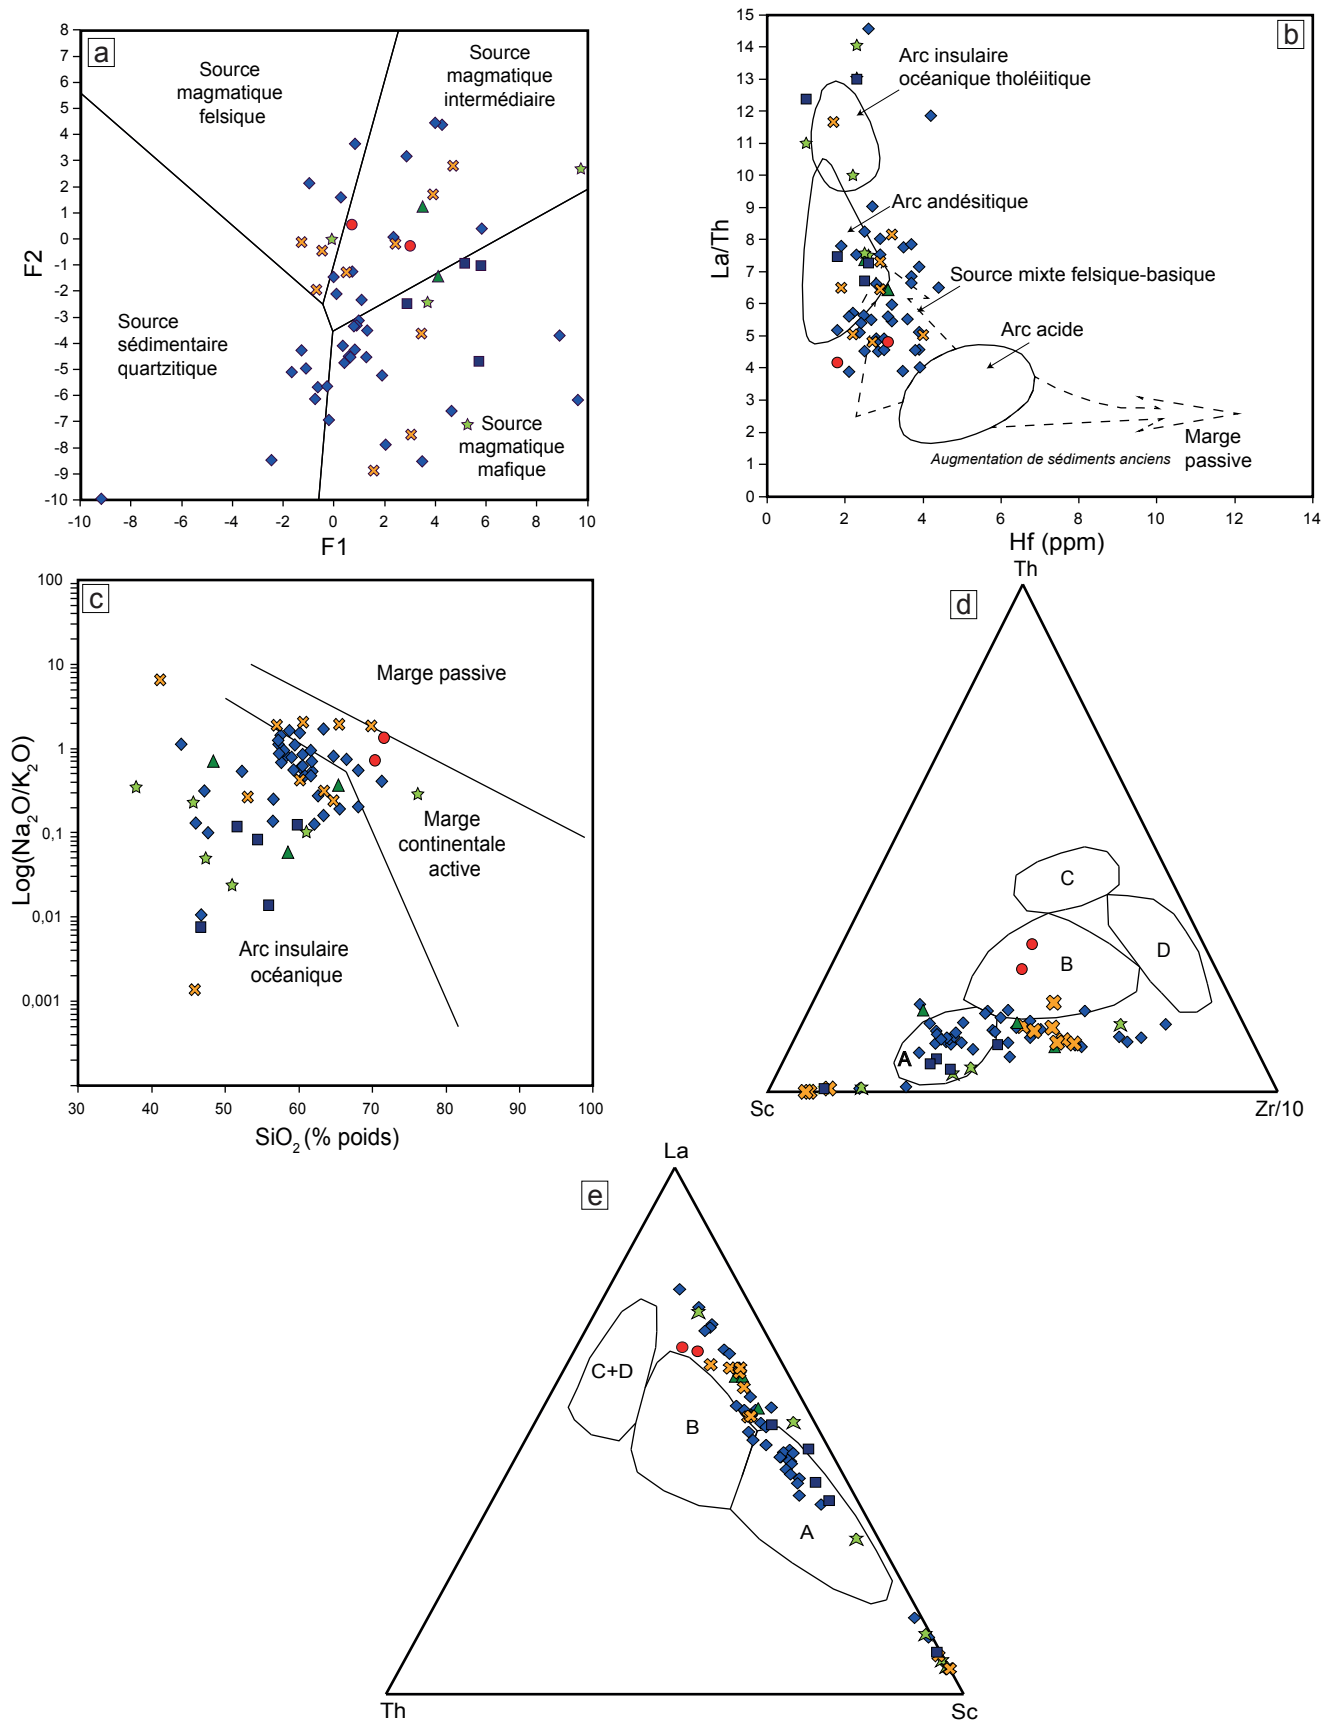 a
8
7
6
5
4
3
2
1
0
-1
-2
-3
-4
-5
-6
-7
-8
-9
-10
F2
Source
magmatique
felsique
Source
magmatique
intermédiaire
Source
sédimentaire
quartzitique
Source
magmatique
mafique
-10 -8 -6 -4 -2 0 2 4 6 8 10
F1
b
15
14
13
12
11
10
9
8
7
6
5
4
3
2
1
0
La/Th
Arc insulaire
océanique tholéiitique
Arc andésitique
Source mixte felsique-basique
Arc acide
Marge
passive
Augmentation de sédiments anciens
0 2 4 6 8 10 12 14
Hf (ppm)
c
100
10
1
0,1
0,01
0,001
Log(Na2O/K2O)
Marge passive
Marge
continentale
active
Arc insulaire
océanique
30 40 50 60 70 80 90 100
SiO2 (% poids)
d
Th
C
D
B
A
Sc
Zr/10
e
La
C+D
B
A
Th
Sc